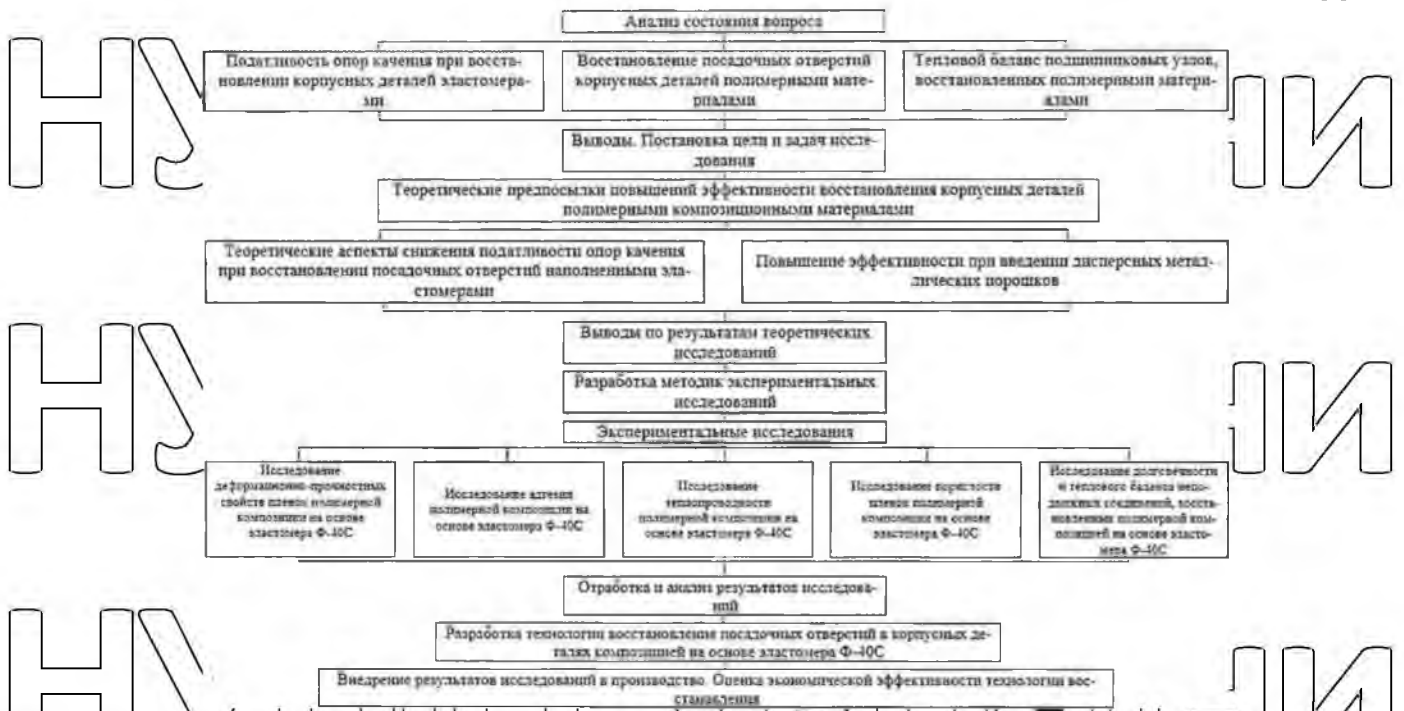 Анализ состояния вопроса
Податливость опор качения при восста-
новлении корпусных деталей эластомера-
ми
Восстановление посадочных отверстий
корпусных деталей полимерными мате-
риалами
Тепловой баланс подшипниковых узлов,
восстановленных полимерными матери-
алами
Выводы. Постановка цели и задач иссле-
дования
Теоретические предпосылки повышений эффективности восстановления корпусных деталей
полимерными композиционными материалами
Теоретические аспекты снижения податливости опор качения
при восстановлении посадочных отверстий наполненными эла-
стомерами
Повышение эффективности при введении дисперсных метал-
лических порошков
Выводы по результатам теоретических
исследований
Разработка методик экспериментальных
исследований
Экспериментальные исследования
Исследование
деформационно-прочностных
свойств пленок полимерной
композиции на основе
эластомера Ф-40С
Исследование адгезии
полимерной композиции на
основе эластомера Ф-40С
Исследование
теплопроводности
полимерной композиции на
основе эластомера Ф-40С
Исследование пористости
пленок полимерной
композиции на основе
эластомера Ф-40С
Исследование долговечности
и теплового баланса непо-
движных соединений, восста-
новленных полимерной ком-
позицией на основе эласто-
мера Ф-40С
Отработка и анализ результатов исследова-
ний
Разработка технологии восстановления посадочных отверстий в корпусных де-
талях композицией на основе эластомера Ф-40С
Внедрение результатов исследований в производство. Оценка экономической эффективности технологии вос-
становления
НУ
НУ
НУ
НИ
НИ
НИ